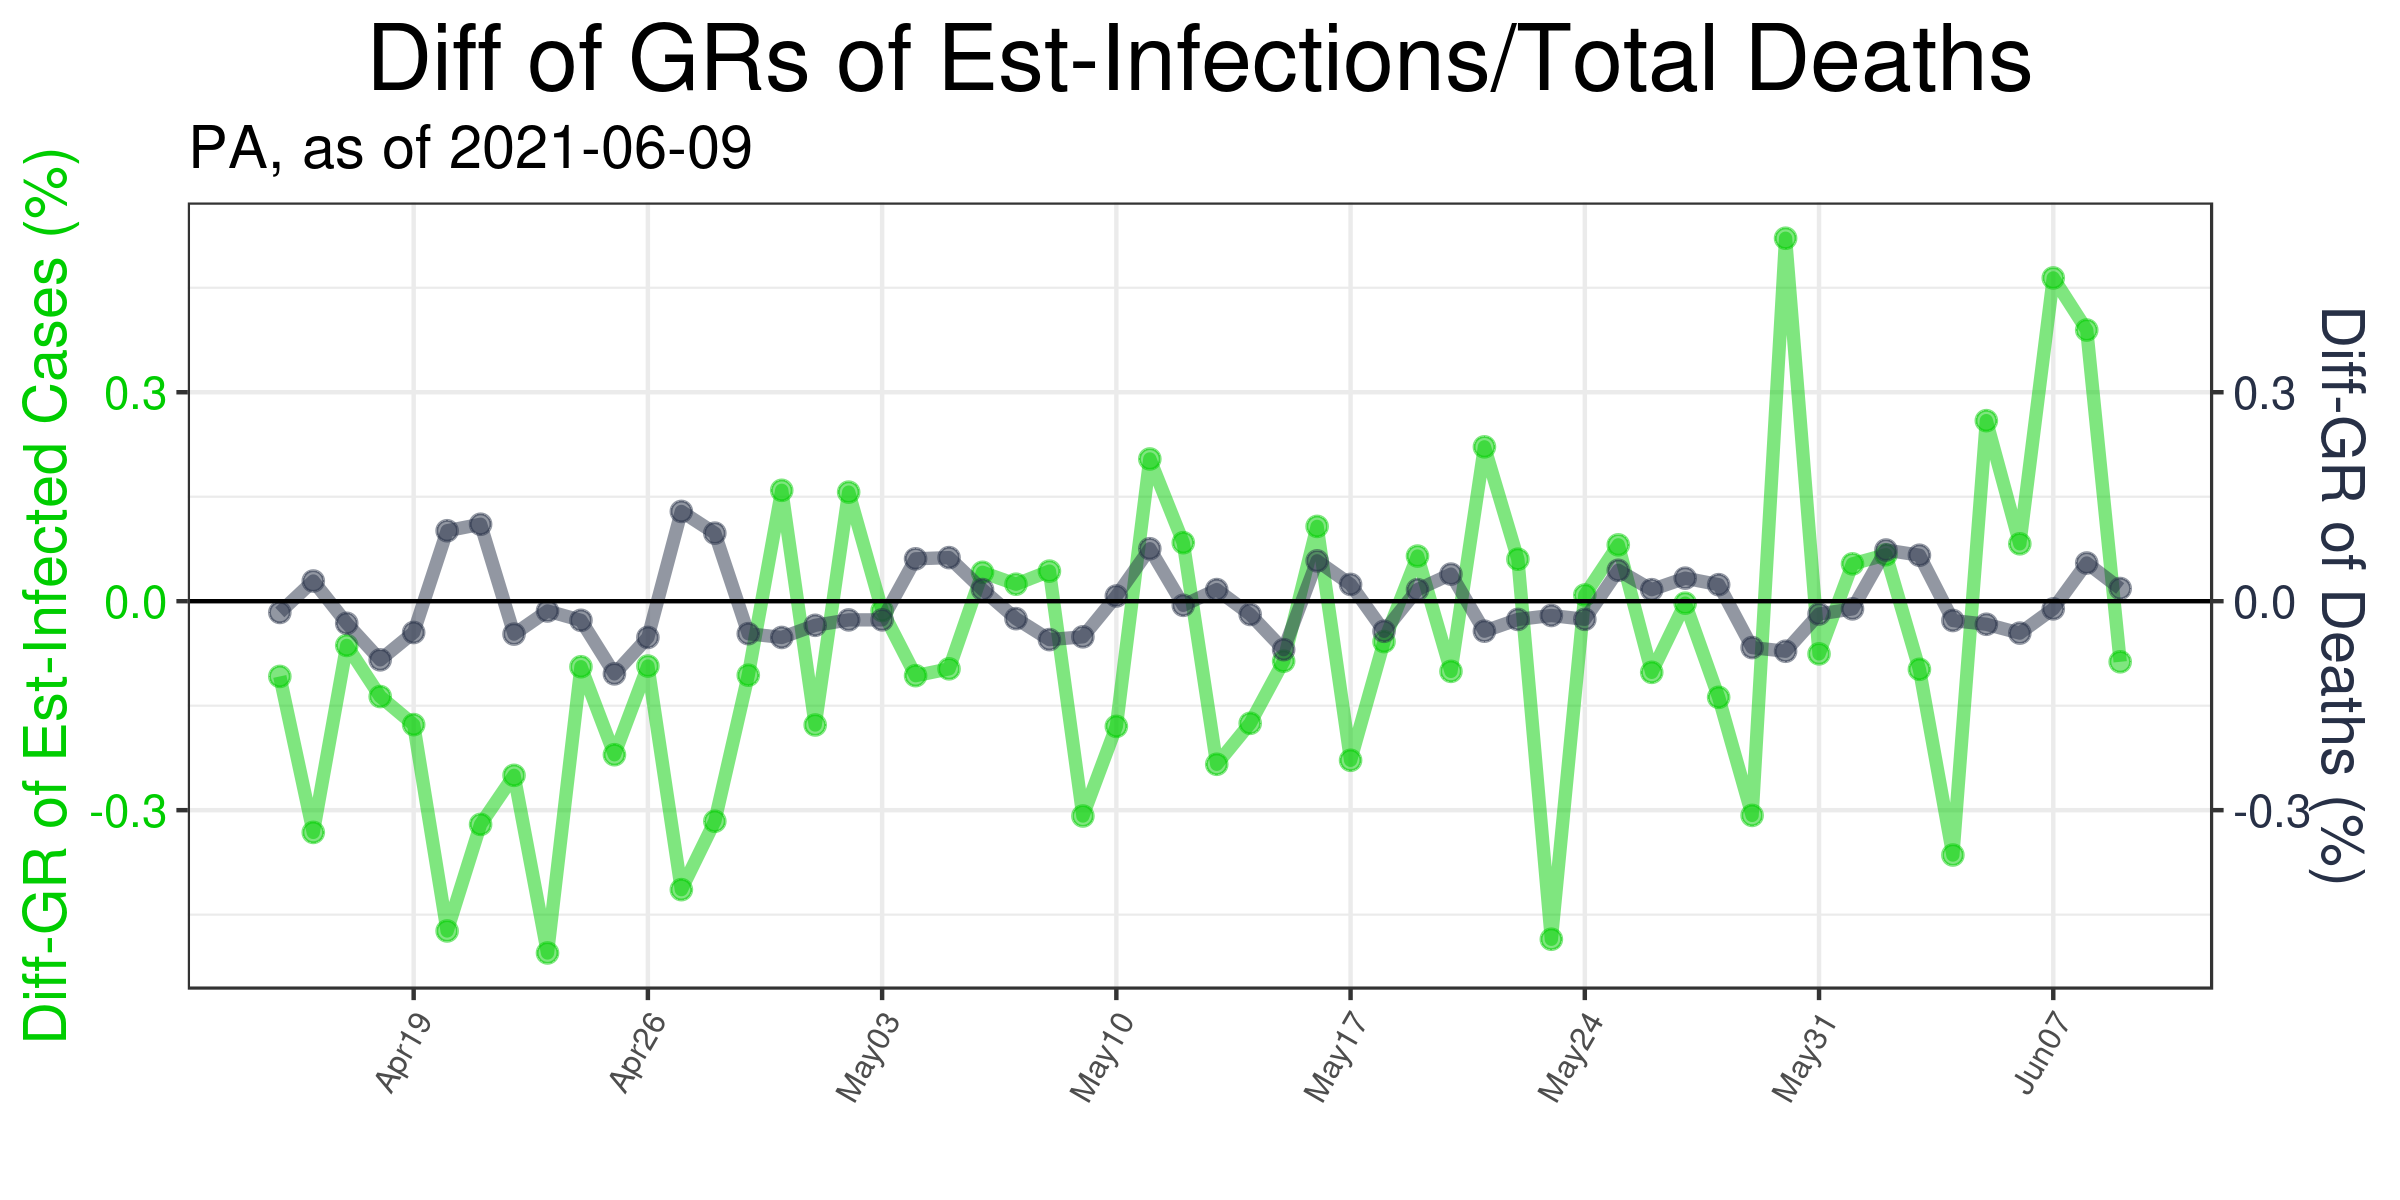 Diff of GRs of Est-Infections/Total Deaths
PA, as of 2021-06-09
Diff-GR of Est-Infected Cases (%)
0.3
0.0
-0.3
0.3
0.0
-0.3
Diff-GR of Deaths (%)
Apr19
Apr26
May03
May10
May17
May24
May31
Jun07